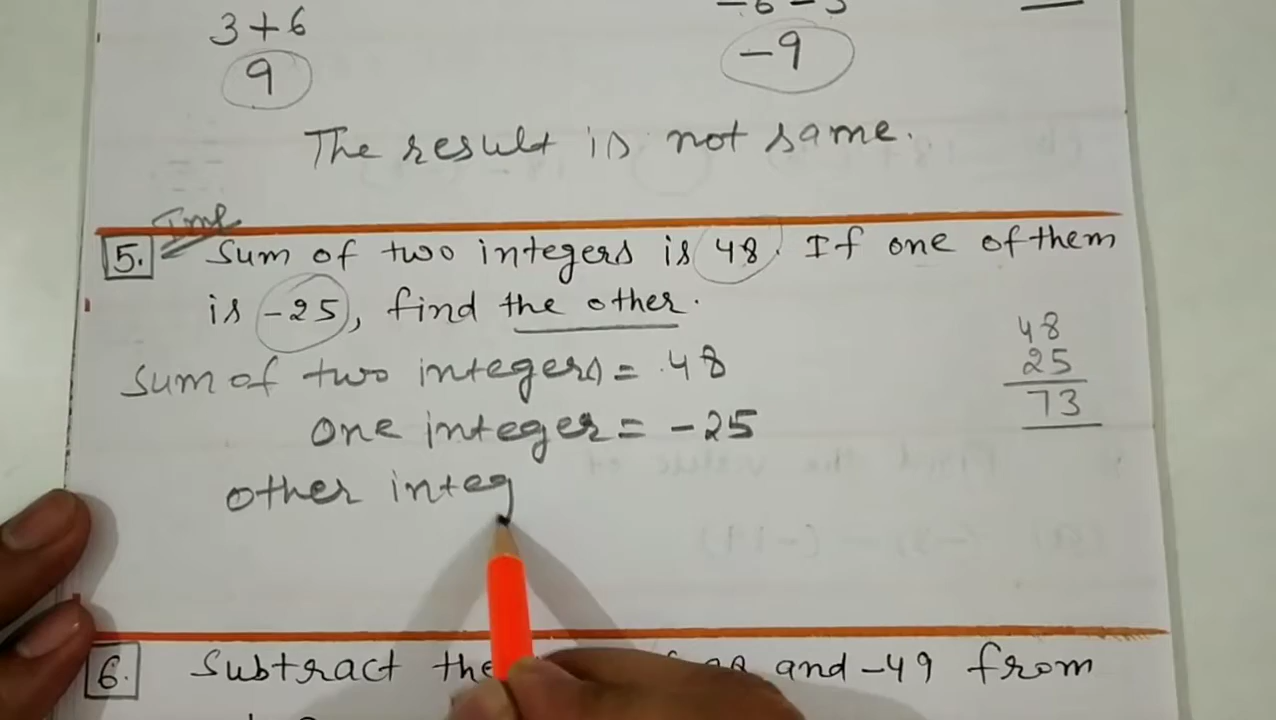 3+6
9
-9
The result is not same.
Imp
5. Sum of two integers is 48. If one of them
is -25, find the other.
48
25
73
Sum of two integers = 48
One integer = -25
other integ
6. Subtract the and -49 from